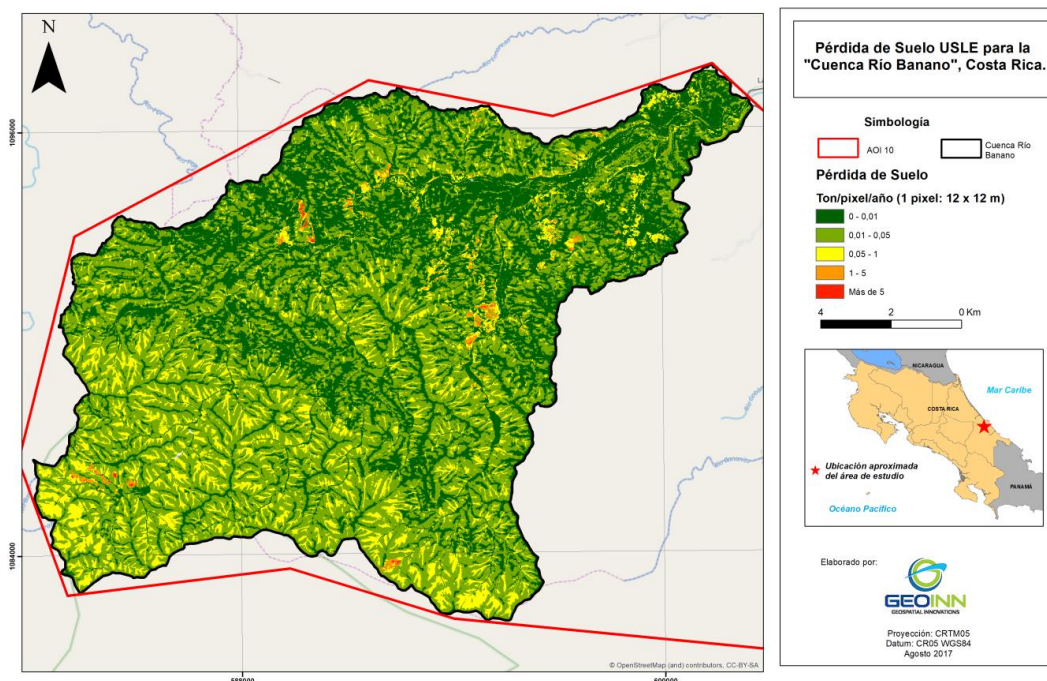 N
1096000
1084000
588000
600000
© OpenStreetMap (and) contributors, CC-BY-SA
Pérdida de Suelo USLE para la
"Cuenca Río Banano", Costa Rica.
Simbología
AOI 10
Cuenca Río
Banano
Pérdida de Suelo
Ton/pixel/año (1 pixel: 12 x 12 m)
0 - 0,01
0,01 - 0,05
0,05 - 1
1 - 5
Más de 5
4 2 0 Km
NICARAGUA
Mar Caribe
COSTA RICA
Ubicación aproximada
del área de estudio
PANAMÁ
Océano Pacífico
Elaborado por:
GEOINN
GEOSPATIAL INNOVATIONS
Proyección: CRTM05
Datum: CR05 WGS84
Agosto 2017